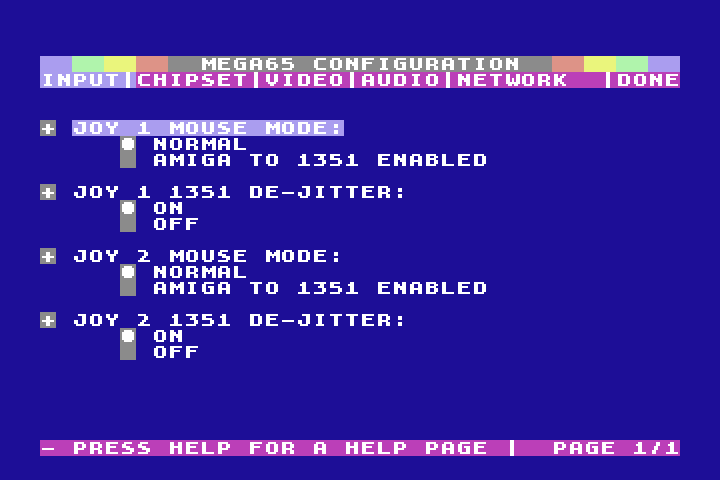 MEGA65 CONFIGURATION
INPUT|CHIPSET|VIDEO|AUDIO|NETWORK |DONE
+ JOY 1 MOUSE MODE:
NORMAL
AMIGA TO 1351 ENABLED
+ JOY 1 1351 DE-JITTER:
ON
OFF
+ JOY 2 MOUSE MODE:
NORMAL
AMIGA TO 1351 ENABLED
+ JOY 2 1351 DE-JITTER:
ON
OFF
- PRESS HELP FOR A HELP PAGE | PAGE 1/1